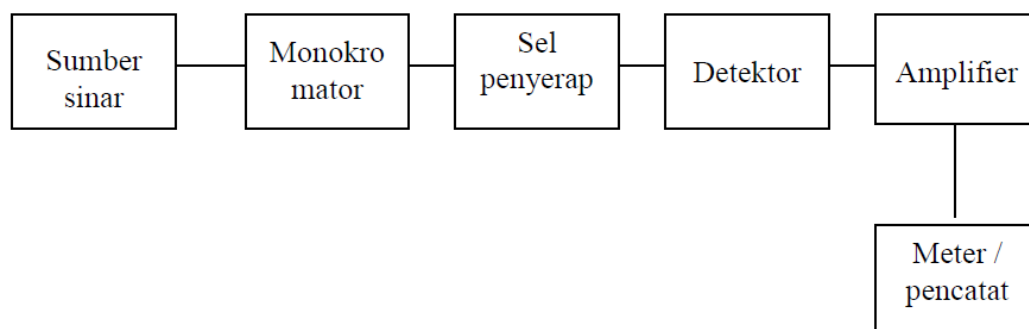 Sumber
sinar
Monokro
mator
Sel
penyerap
Detektor
Amplifier
Meter /
pencatat